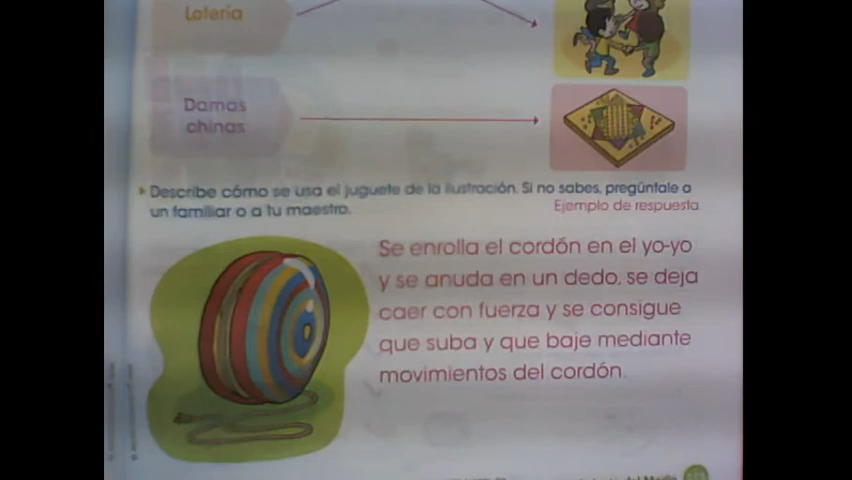 Lotería
Damas
chinas
Describe cómo se usa el juguete de la ilustración. Si no sabes, pregúntale a
un familiar o a tu maestro.
Ejemplo de respuesta
Se enrolla el cordón en el yo-yo
y se anuda en un dedo, se deja
caer con fuerza y se consigue
que suba y que baje mediante
movimientos del cordón.